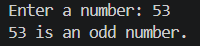 Enter a number: 53
53 is an odd number.